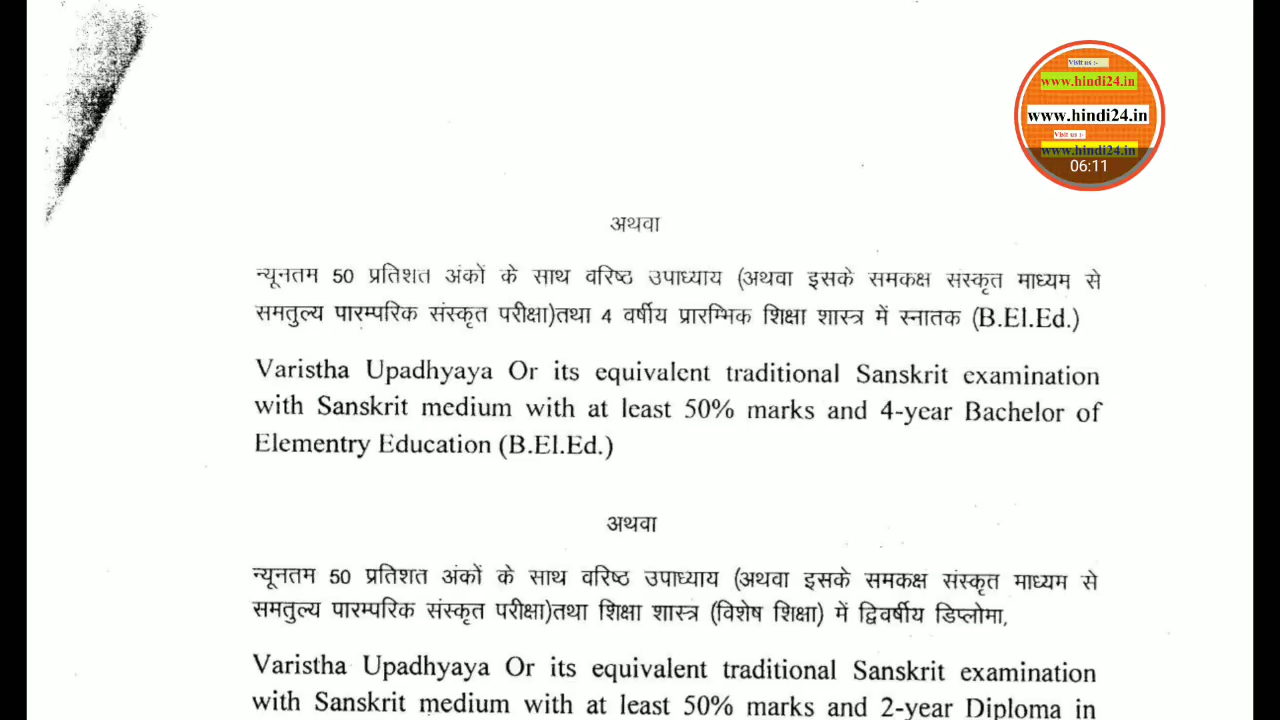 Visit us :-
www.hindi24.in
www.hindi24.in
Visit us :-
www.hindi24.in
06:11
अथवा
न्यूनतम 50 प्रतिशत अंकों के साथ वरिष्ठ उपाध्याय (अथवा इसके समकक्ष संस्कृत माध्यम से
समतुल्य पारम्परिक संस्कृत परीक्षा)तथा 4 वर्षीय प्रारम्भिक शिक्षा शास्त्र में स्नातक (B.El.Ed.)
Varistha Upadhyaya Or its equivalent traditional Sanskrit examination
with Sanskrit medium with at least 50% marks and 4-year Bachelor of
Elementry Education (B.El.Ed.)
अथवा
न्यूनतम 50 प्रतिशत अंकों के साथ वरिष्ठ उपाध्याय (अथवा इसके समकक्ष संस्कृत माध्यम से
समतुल्य पारम्परिक संस्कृत परीक्षा)तथा शिक्षा शास्त्र (विशेष शिक्षा) में द्विवर्षीय डिप्लोमा,
Varistha Upadhyaya Or its equivalent traditional Sanskrit examination
with Sanskrit medium with at least 50% marks and 2-year Diploma in